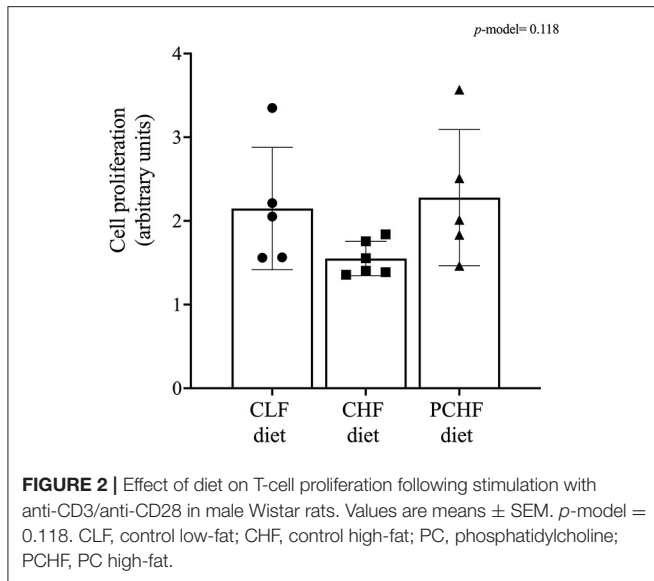 p-model= 0.118
4
3
2
1
0
Cell proliferation
(arbitrary units)
CLF
diet
CHF
diet
PCHF
diet
FIGURE 2 | Effect of diet on T-cell proliferation following stimulation with
anti-CD3/anti-CD28 in male Wistar rats. Values are means ± SEM. p-model =
0.118. CLF, control low-fat; CHF, control high-fat; PC, phosphatidylcholine;
PCHF, PC high-fat.